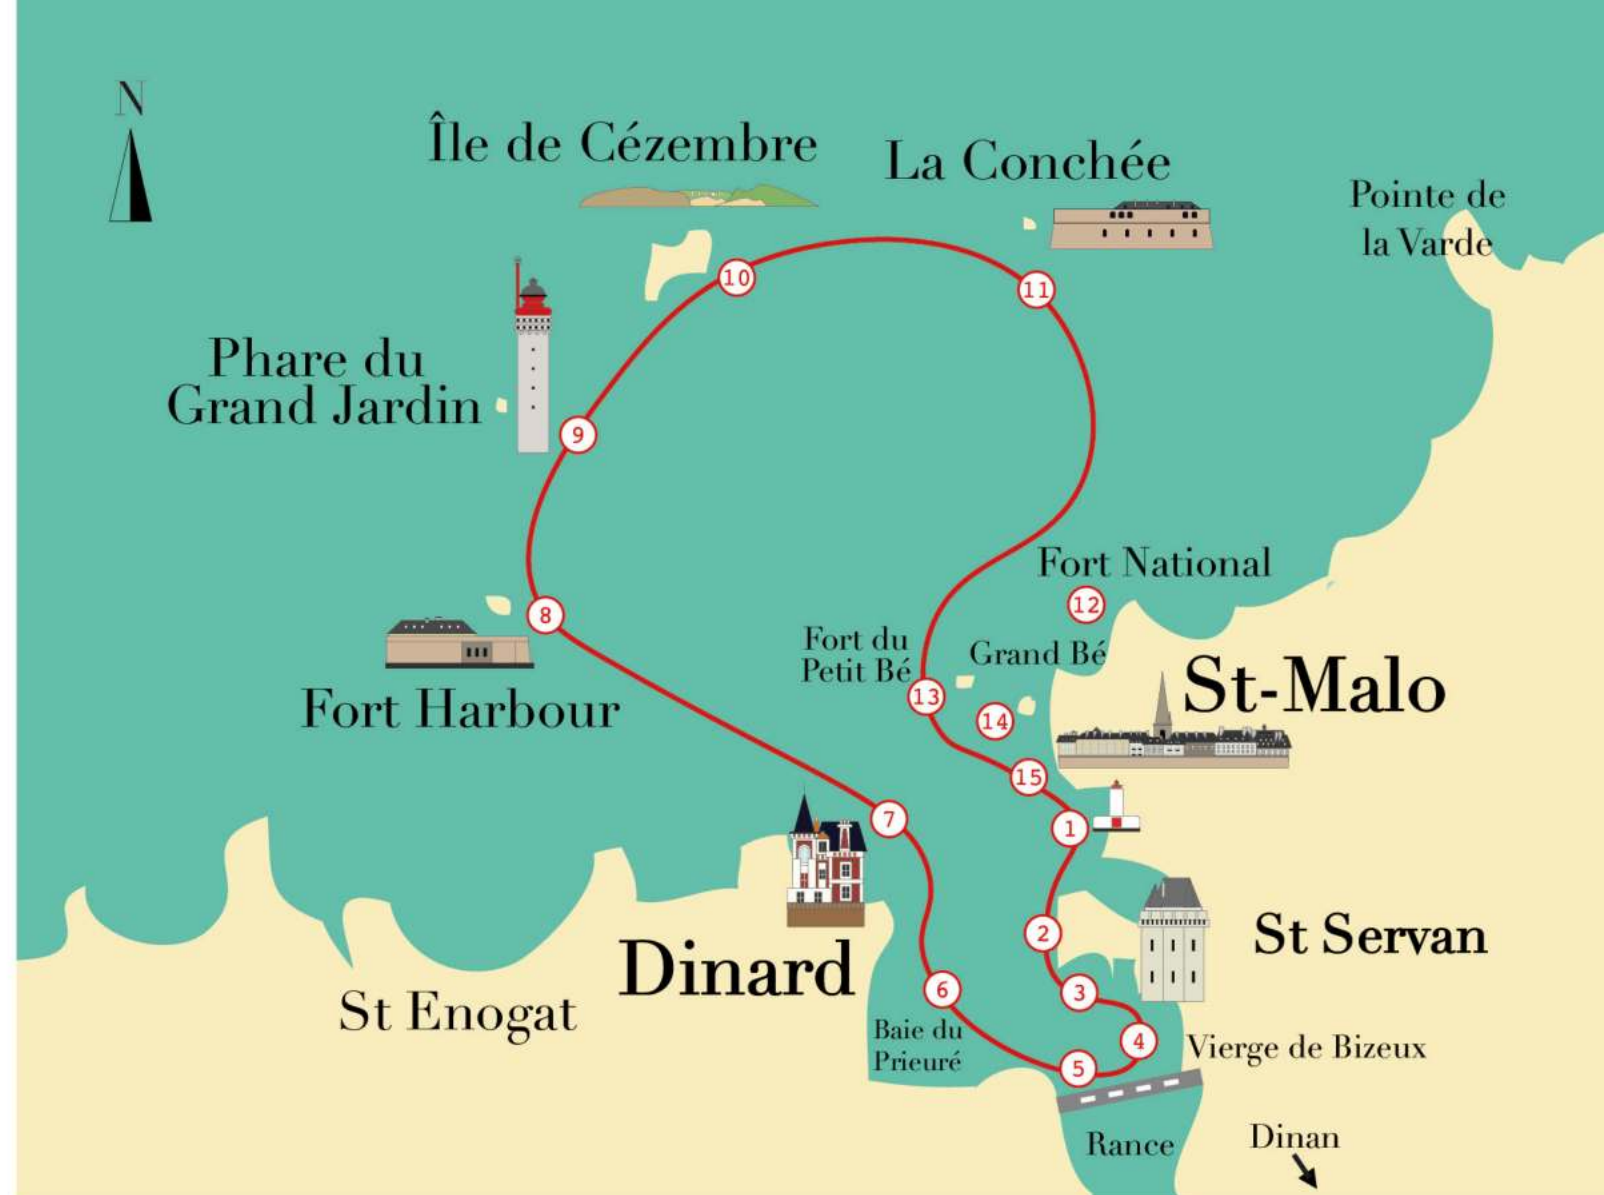 N
Île de Cézembre
La Conchée
Pointe de
la Varde
10
11
Phare du
Grand Jardin
9
Fort National
12
8
Fort du
Petit Bé
Grand Bé
13
14
St-Malo
Fort Harbour
15
7
1
2
St Servan
Dinard
6
3
St Enogat
Baie du
Prieuré
4
Vierge de Bizeux
5
Rance
Dinan